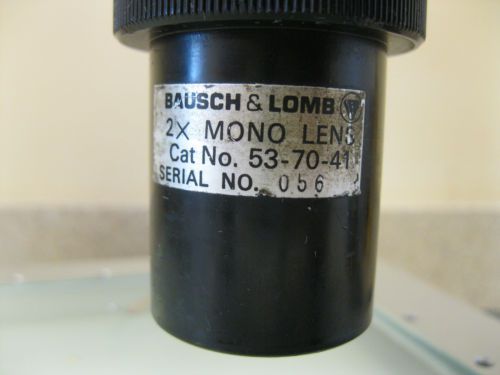 BAUSCH & LOMB
2X MONO LENS
Cat No. 53-70-41
SERIAL NO. 056